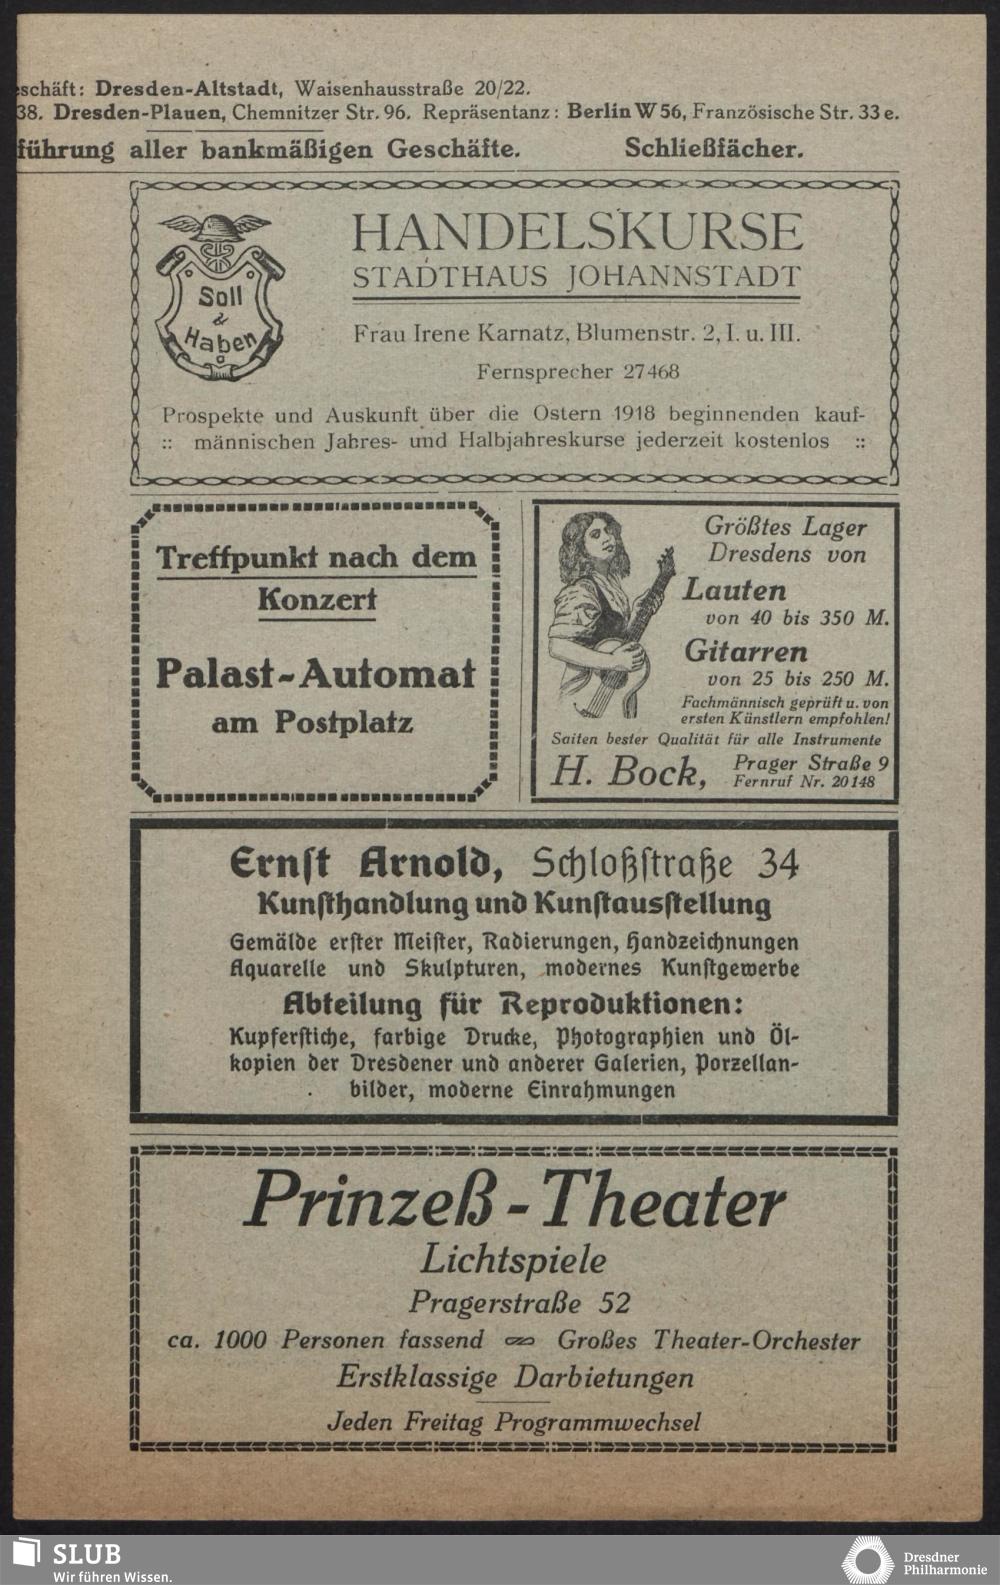 schäft: Dresden-Altstadt, Waisenhausstraße 20/22.
38. Dresden-Plauen, Chemnitzer Str. 96. Repräsentanz: Berlin W 56, Französische Str. 33 e.
führung aller bankmäßigen Geschäfte. Schließfächer.
Soll
&
Haben
HANDELSKURSE
STADTHAUS JOHANNSTADT
Frau Irene Karnatz, Blumenstr. 2, I. u. III.
Fernsprecher 27468
Prospekte und Auskunft über die Ostern 1918 beginnenden kauf-
:: männischen Jahres- und Halbjahreskurse jederzeit kostenlos ::
Treffpunkt nach dem
Konzert
Palast-Automat
am Postplatz
Größtes Lager
Dresdens von
Lauten
von 40 bis 350 M.
Gitarren
von 25 bis 250 M.
Fachmännisch geprüft u. von
ersten Künstlern empfohlen!
Saiten bester Qualität für alle Instrumente
H. Bock, Prager Straße 9
Fernruf Nr. 20148
Ernst Arnold, Schloßstraße 34
Kunsthandlung und Kunstausstellung
Gemälde erster Meister, Radierungen, Handzeichnungen
Aquarelle und Skulpturen, modernes Kunstgewerbe
Abteilung für Reproduktionen:
Kupferstiche, farbige Drucke, Photographien und Öl-
kopien der Dresdener und anderer Galerien, Porzellan-
bilder, moderne Einrahmungen
Prinzeß-Theater
Lichtspiele
Pragerstraße 52
ca. 1000 Personen fassend Großes Theater-Orchester
Erstklassige Darbietungen
Jeden Freitag Programmwechsel
SLUB
Wir führen Wissen.
Dresdner
Philharmonie